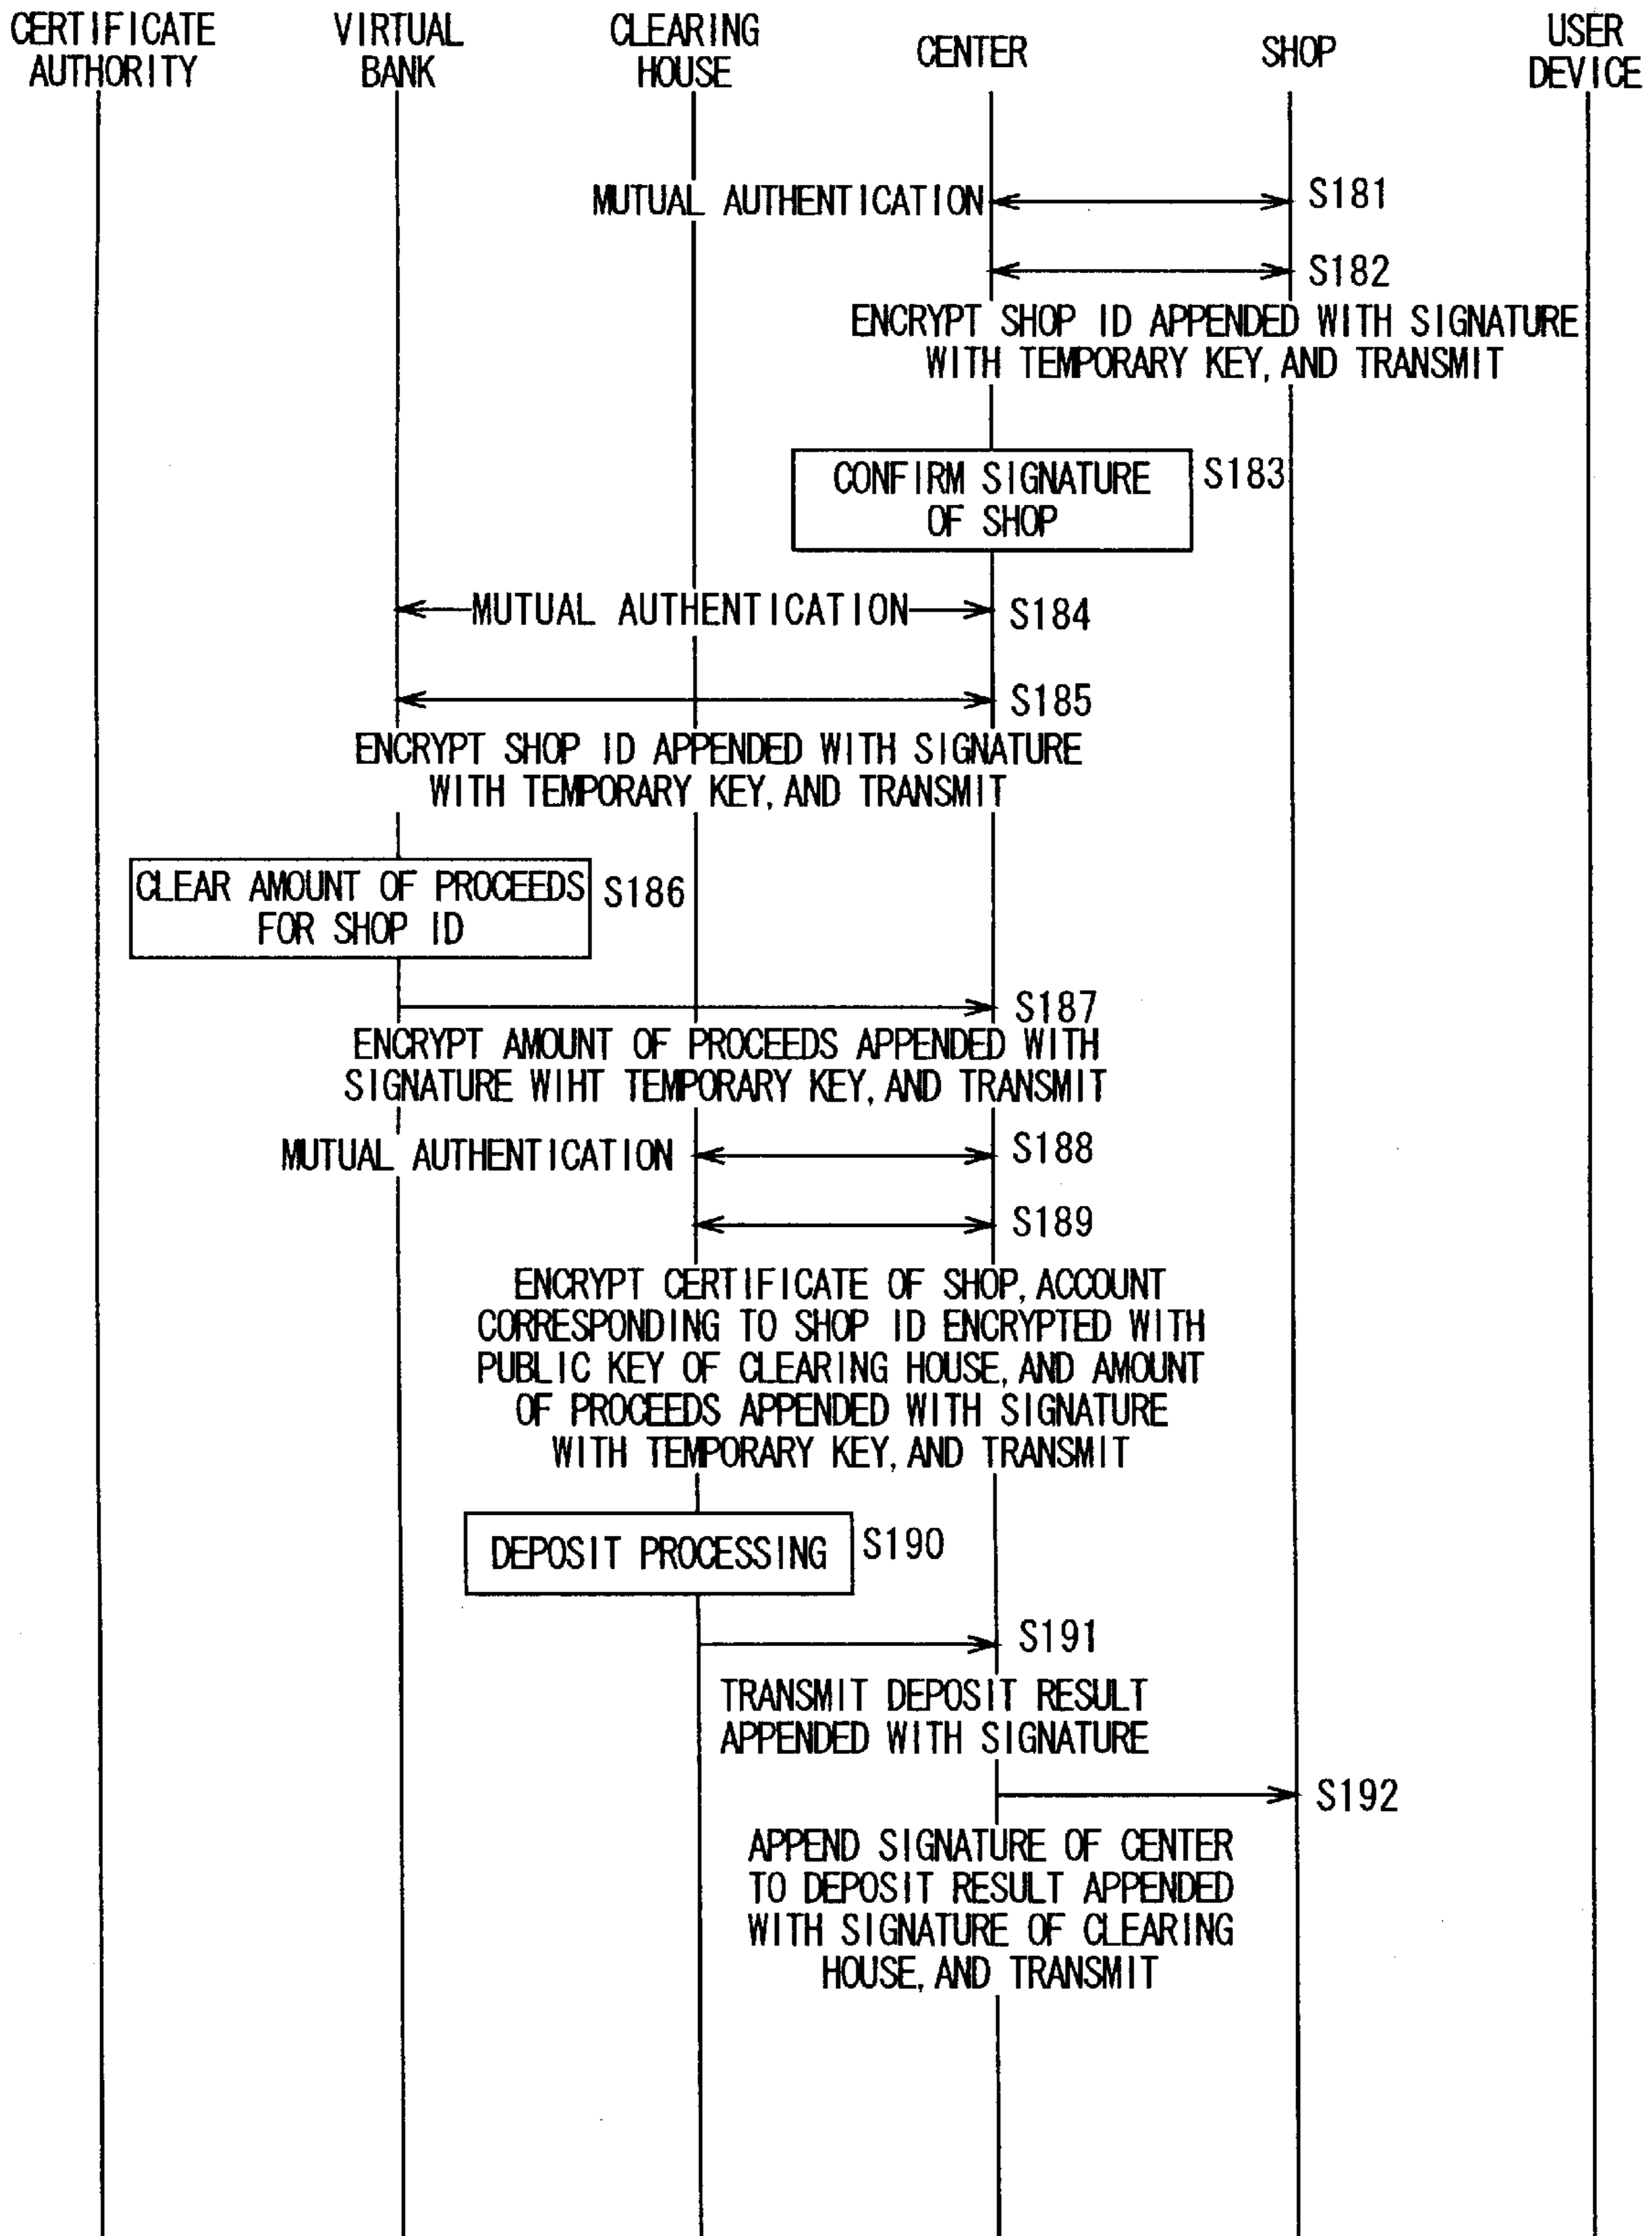 CERTIFICATE
AUTHORITY
VIRTUAL
BANK
CLEARING
HOUSE
CENTER
SHOP
USER
DEVICE
MUTUAL AUTHENTICATION
S181
S182
ENCRYPT SHOP ID APPENDED WITH SIGNATURE
WITH TEMPORARY KEY, AND TRANSMIT
CONFIRM SIGNATURE
OF SHOP
S183
MUTUAL AUTHENTICATION
S184
S185
ENCRYPT SHOP ID APPENDED WITH SIGNATURE
WITH TEMPORARY KEY, AND TRANSMIT
CLEAR AMOUNT OF PROCEEDS
FOR SHOP ID
S186
S187
ENCRYPT AMOUNT OF PROCEEDS APPENDED WITH
SIGNATURE WIHT TEMPORARY KEY, AND TRANSMIT
MUTUAL AUTHENTICATION
S188
S189
ENCRYPT CERTIFICATE OF SHOP, ACCOUNT
CORRESPONDING TO SHOP ID ENCRYPTED WITH
PUBLIC KEY OF CLEARING HOUSE, AND AMOUNT
OF PROCEEDS APPENDED WITH SIGNATURE
WITH TEMPORARY KEY, AND TRANSMIT
DEPOSIT PROCESSING
S190
S191
TRANSMIT DEPOSIT RESULT
APPENDED WITH SIGNATURE
S192
APPEND SIGNATURE OF CENTER
TO DEPOSIT RESULT APPENDED
WITH SIGNATURE OF CLEARING
HOUSE, AND TRANSMIT